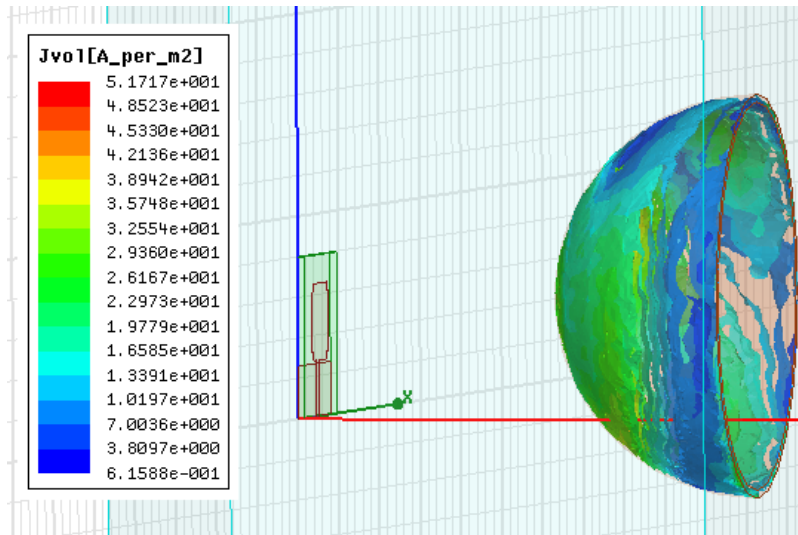 Jvol[A_per_m2]
5.1717e+001
4.8523e+001
4.5330e+001
4.2136e+001
3.8942e+001
3.5748e+001
3.2554e+001
2.9360e+001
2.6167e+001
2.2973e+001
1.9779e+001
1.6585e+001
1.3391e+001
1.0197e+001
7.0036e+000
3.8097e+000
6.1588e-001
X